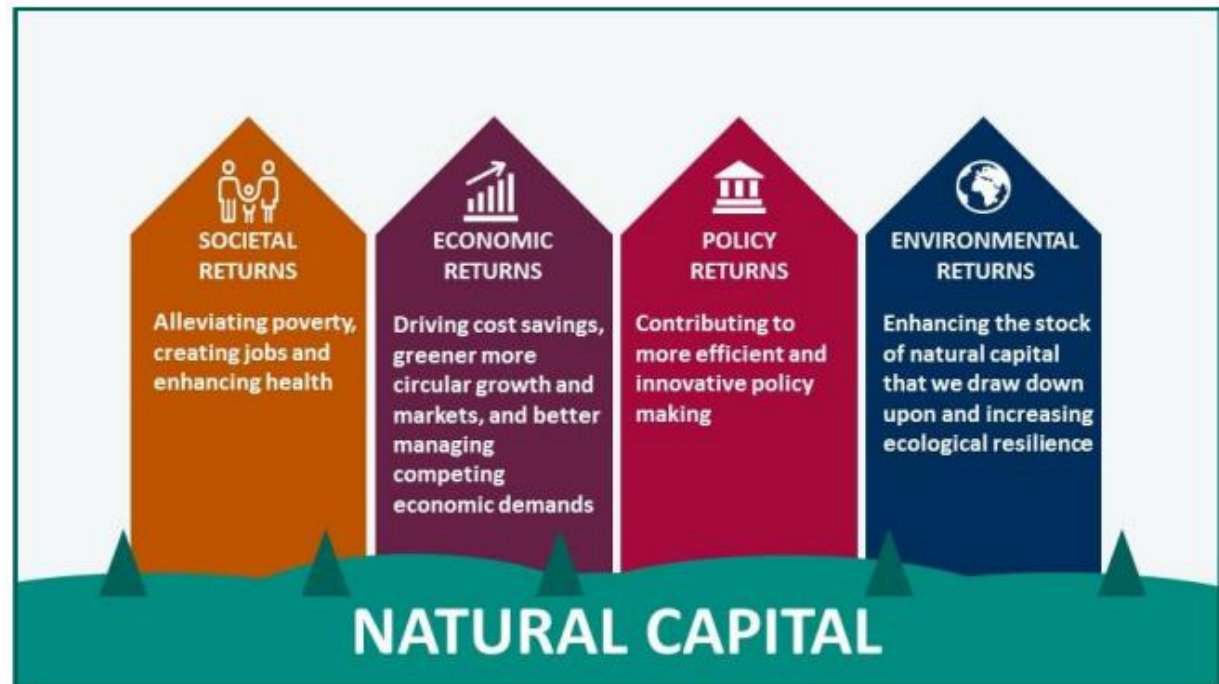 SOCIETAL
RETURNS
Alleviating poverty,
creating jobs and
enhancing health
ECONOMIC
RETURNS
Driving cost savings,
greener more
circular growth and
markets, and better
managing
competing
economic demands
POLICY
RETURNS
Contributing to
more efficient and
innovative policy
making
ENVIRONMENTAL
RETURNS
Enhancing the stock
of natural capital
that we draw down
upon and increasing
ecological resilience
NATURAL CAPITAL